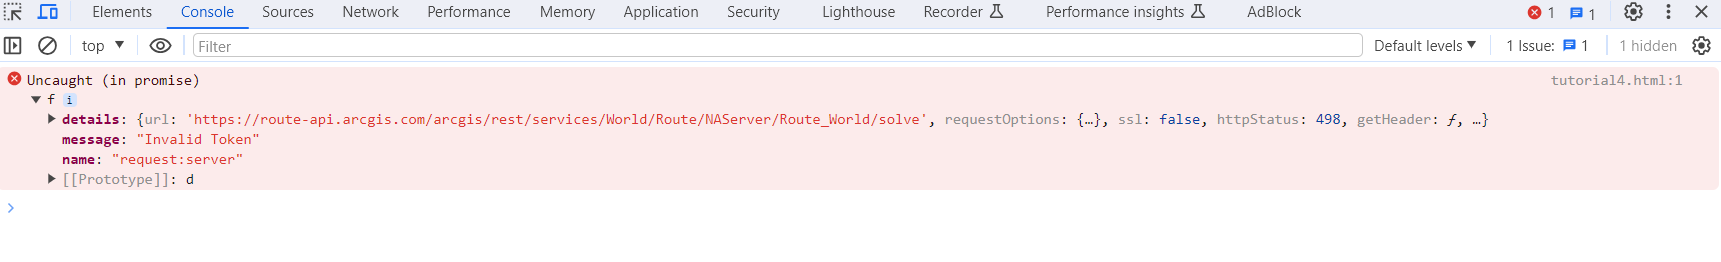 Elements Console Sources Network Performance Memory Application Security Lighthouse Recorder Performance insights AdBlock 1 1
top Filter Default levels 1 Issue: 1 1 hidden
Uncaught (in promise) tutorial4.html:1
f i
details: {url: 'https://route-api.arcgis.com/arcgis/rest/services/World/Route/NAServer/Route_World/solve', requestOptions: {…}, ssl: false, httpStatus: 498, getHeader: ƒ, …}
message: "Invalid Token"
name: "request:server"
[[Prototype]]: d